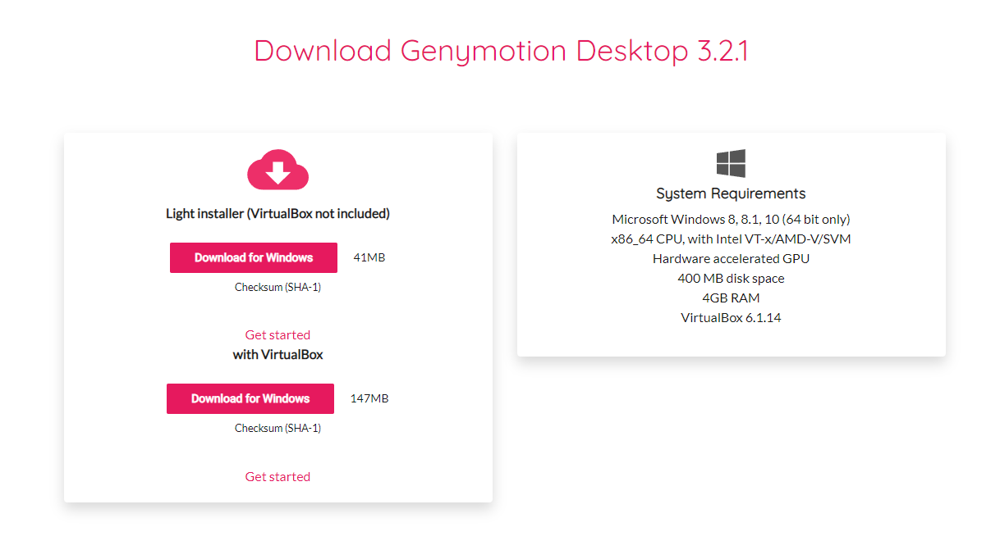 Download Genymotion Desktop 3.2.1
Light installer (VirtualBox not included)
Download for Windows 41MB
Checksum (SHA-1)
Get started
with VirtualBox
Download for Windows 147MB
Checksum (SHA-1)
Get started
System Requirements
Microsoft Windows 8, 8.1, 10 (64 bit only)
x86_64 CPU, with Intel VT-x/AMD-V/SVM
Hardware accelerated GPU
400 MB disk space
4GB RAM
VirtualBox 6.1.14